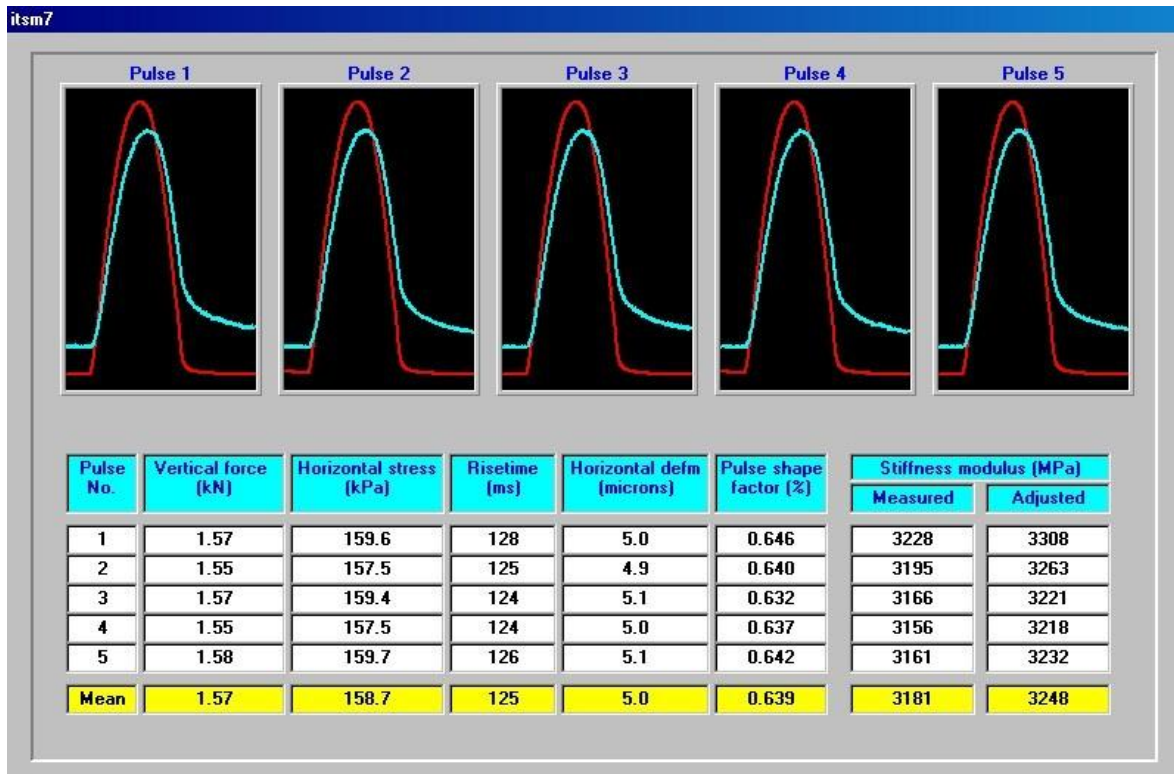 itsm7
Pulse 1 Pulse 2 Pulse 3 Pulse 4 Pulse 5
Pulse No. Vertical force (kN) Horizontal stress (kPa) Risetime (ms) Horizontal defm (microns) Pulse shape factor (%) Stiffness modulus (MPa)
Measured Adjusted
1 1.57 159.6 128 5.0 0.646 3228 3308
2 1.55 157.5 125 4.9 0.640 3195 3263
3 1.57 159.4 124 5.1 0.632 3166 3221
4 1.55 157.5 124 5.0 0.637 3156 3218
5 1.58 159.7 126 5.1 0.642 3161 3232
Mean 1.57 158.7 125 5.0 0.639 3181 3248